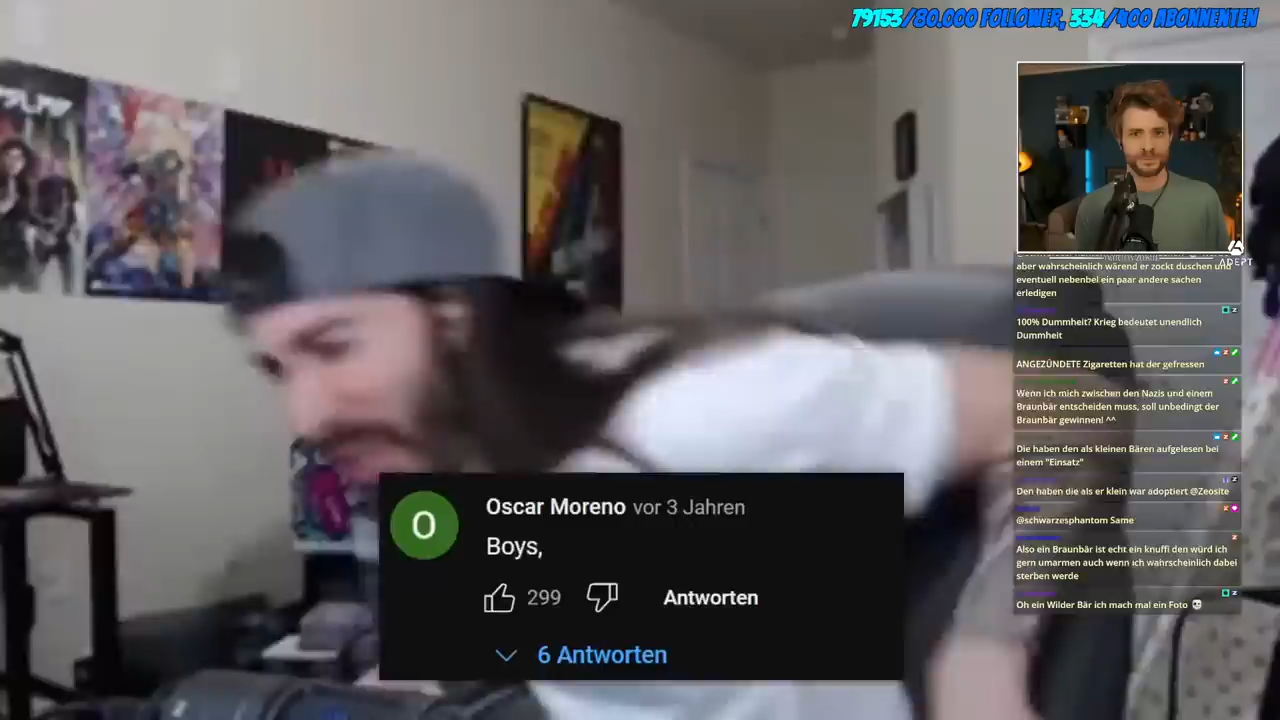 79153/80.000 FOLLOWER, 334/400 ABONNENTEN
ADEPT
aber wahrscheinlich wärend er zockt duschen und
eventuell nebenbei ein paar andere sachen
erledigen
100% Dummheit? Krieg bedeutet unendlich
Dummheit
ANGEZÜNDETE Zigaretten hat der gefressen
Wenn ich mich zwischen den Nazis und einem
Braunbär entscheiden muss, soll unbedingt der
Braunbär gewinnen! ^^
Die haben den als kleinen Bären aufgelesen bei
einem "Einsatz"
Den haben die als er klein war adoptiert @Zeosite
@schwarzesphantom Same
Also ein Braunbär ist echt ein knuffi den würd ich
gern umarmen auch wenn ich wahrscheinlich dabei
sterben werde
Oh ein Wilder Bär ich mach mal ein Foto 💀
O
Oscar Moreno vor 3 Jahren
Boys,
299 Antworten
6 Antworten